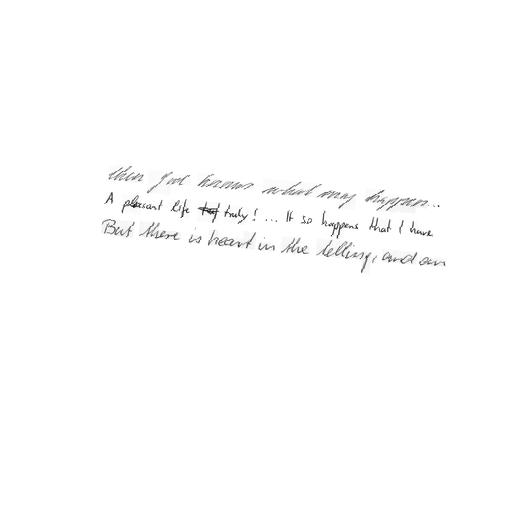 then god knows what may happen...
A pleasant life truly! ... It so happens that I have
But there is heart in the telling, and an